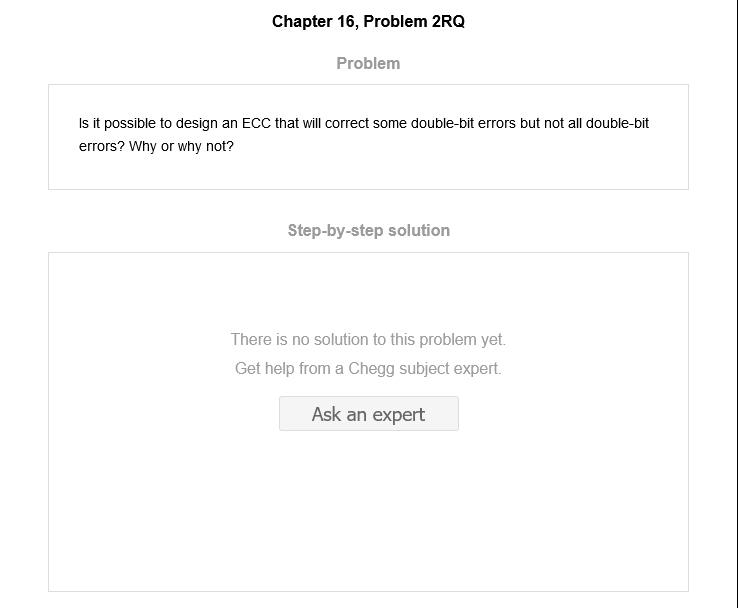 Chapter 16, Problem 2RQ
Problem
Is it possible to design an ECC that will correct some double-bit errors but not all double-bit
errors? Why or why not?
Step-by-step solution
There is no solution to this problem yet.
Get help from a Chegg subject expert.
Ask an expert